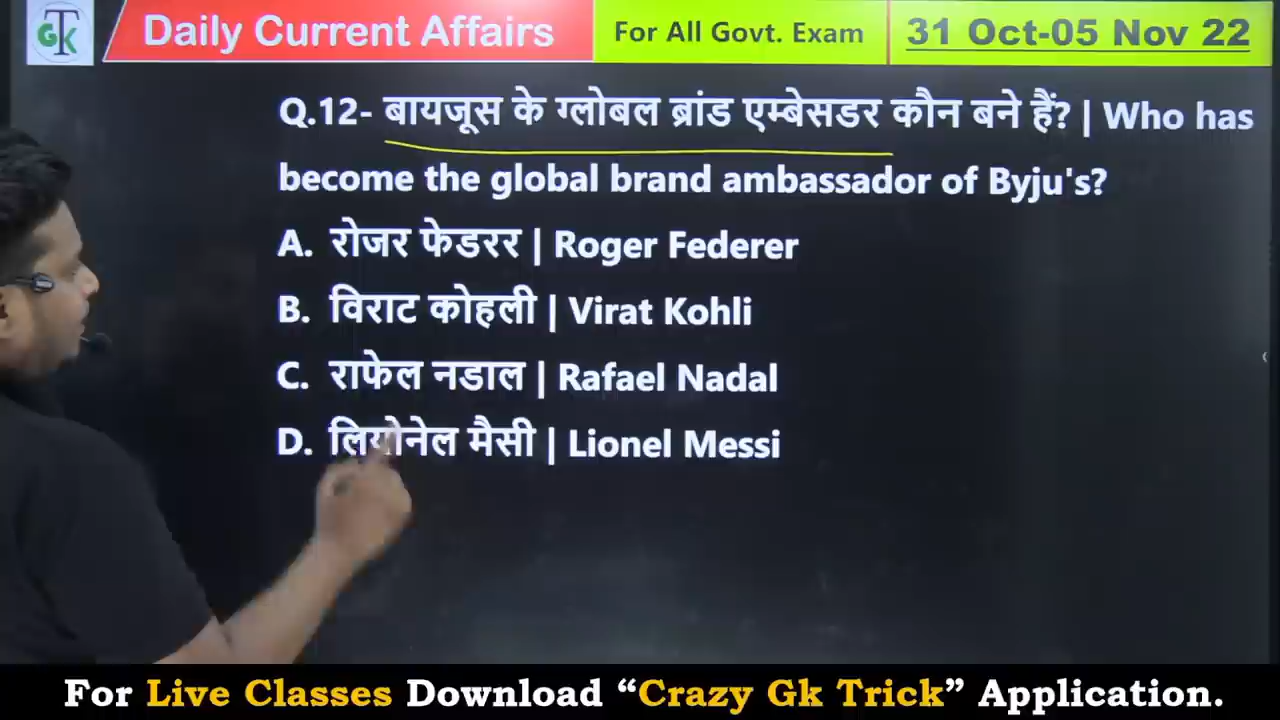 GTK
Daily Current Affairs
For All Govt. Exam
31 Oct-05 Nov 22
Q.12- बायजूस के ग्लोबल ब्रांड एम्बेसडर कौन बने हैं? | Who has
become the global brand ambassador of Byju's?
A. रोजर फेडरर | Roger Federer
B. विराट कोहली | Virat Kohli
C. राफेल नडाल | Rafael Nadal
D. लियोनेल मैसी | Lionel Messi
For Live Classes Download “Crazy Gk Trick” Application.